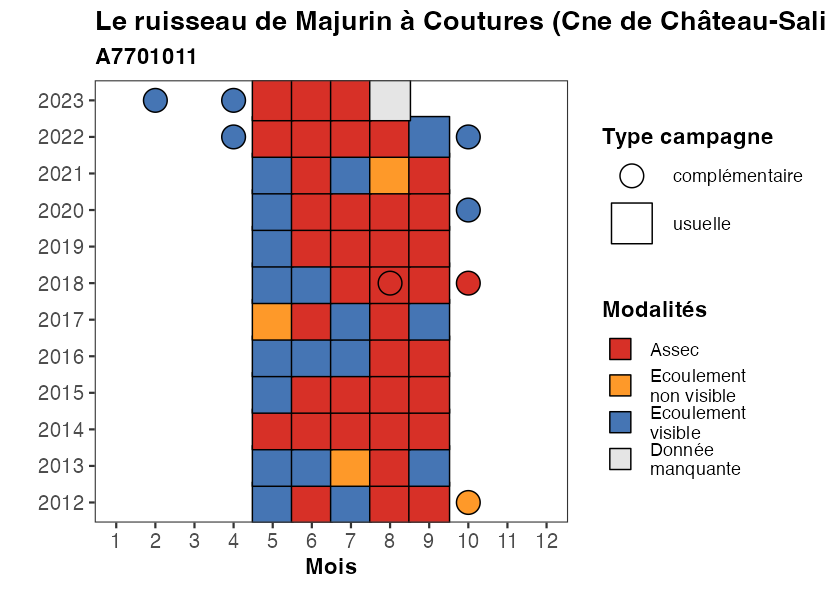 Le ruisseau de Majurin à Coutures (Cne de Château-Sali
A7701011
2023
2022
2021
2020
2019
2018
2017
2016
2015
2014
2013
2012
1 2 3 4 5 6 7 8 9 10 11 12
Mois
Type campagne
complémentaire
usuelle
Modalités
Assec
Ecoulement
non visible
Ecoulement
visible
Donnée
manquante